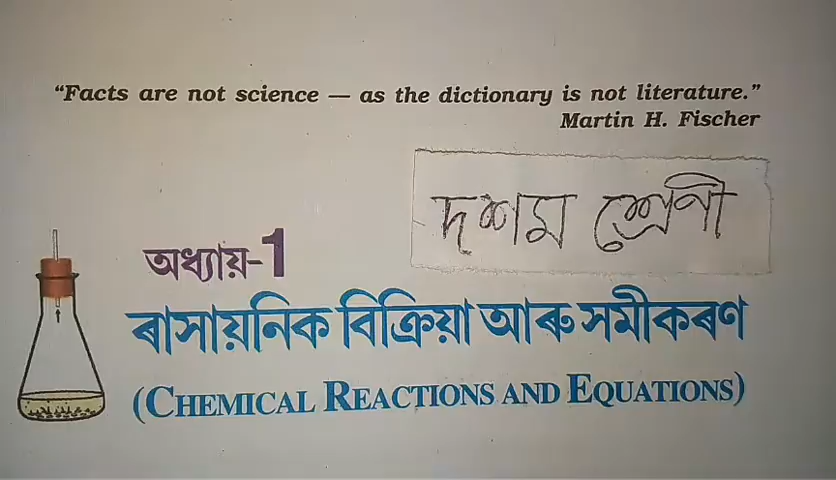 “Facts are not science — as the dictionary is not literature.”
Martin H. Fischer
দশম শ্ৰেণী
অধ্যায়-1
ৰাসায়নিক বিক্ৰিয়া আৰু সমীকৰণ
(CHEMICAL REACTIONS AND EQUATIONS)